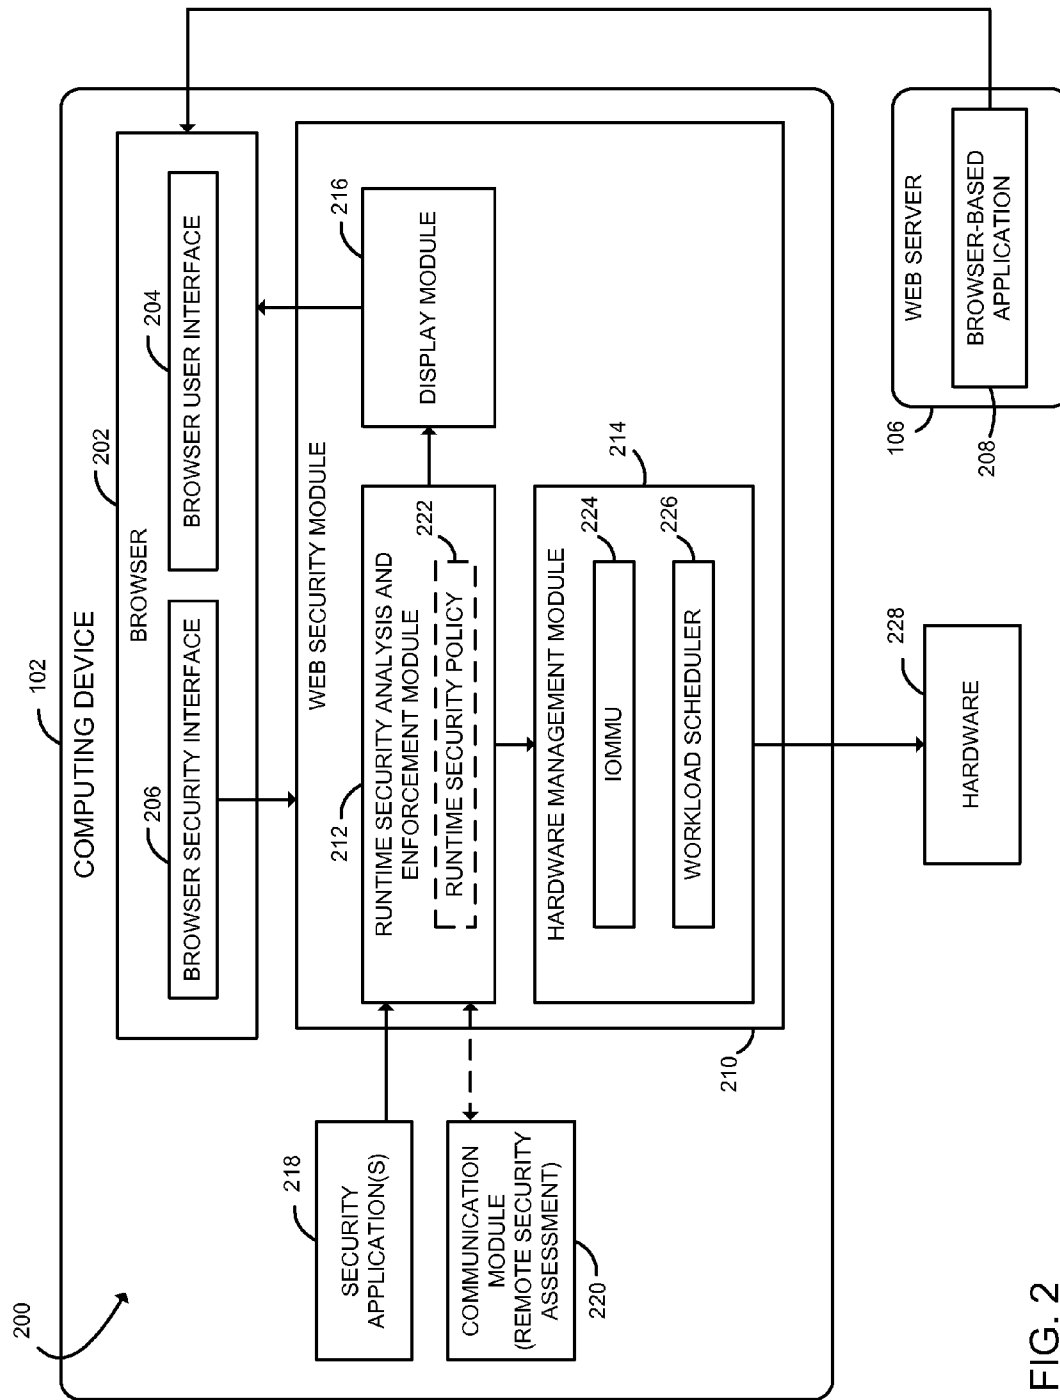 200
102
COMPUTING DEVICE
202
BROWSER
206
BROWSER SECURITY INTERFACE
204
BROWSER USER INTERFACE
WEB SECURITY MODULE
218
SECURITY
APPLICATION(S)
COMMUNICATION
MODULE
(REMOTE SECURITY
ASSESSMENT)
220
212
RUNTIME SECURITY ANALYSIS AND
ENFORCEMENT MODULE
222
RUNTIME SECURITY POLICY
216
DISPLAY MODULE
214
HARDWARE MANAGEMENT MODULE
224
IOMMU
226
WORKLOAD SCHEDULER
210
228
HARDWARE
106
WEB SERVER
208
BROWSER-BASED
APPLICATION
FIG. 2